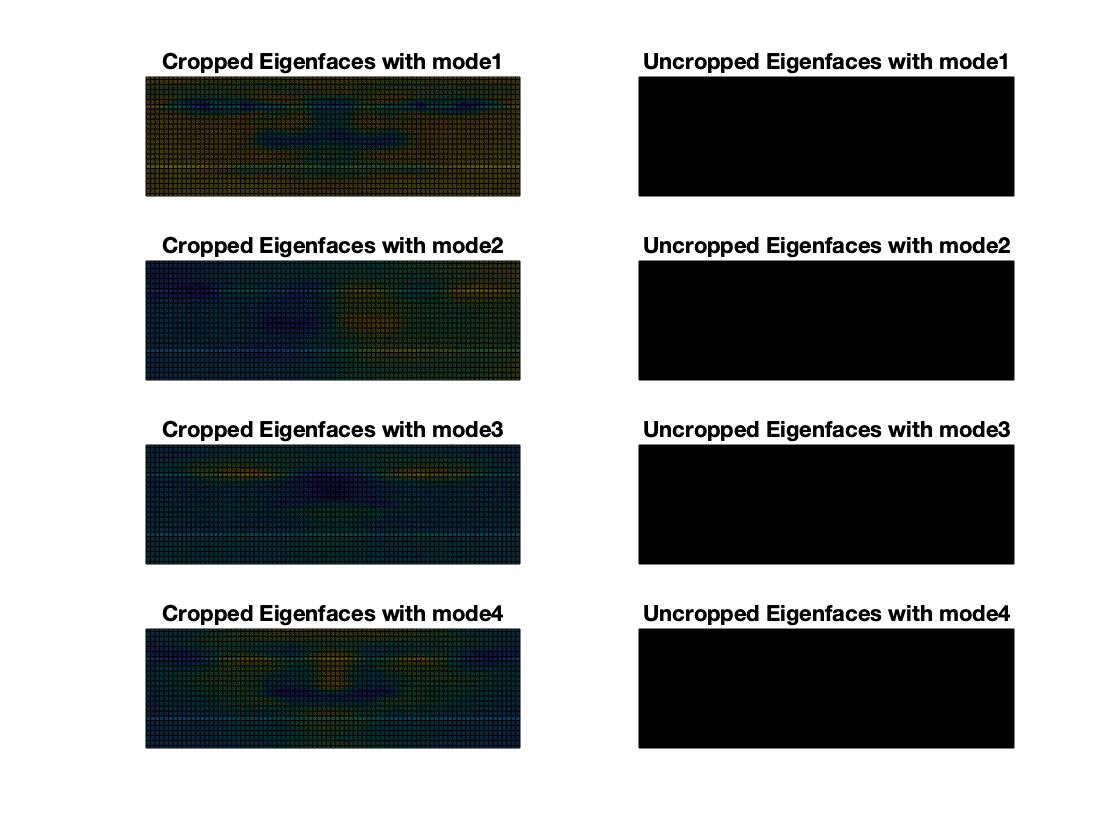 Cropped Eigenfaces with mode1
Uncropped Eigenfaces with mode1
Cropped Eigenfaces with mode2
Uncropped Eigenfaces with mode2
Cropped Eigenfaces with mode3
Uncropped Eigenfaces with mode3
Cropped Eigenfaces with mode4
Uncropped Eigenfaces with mode4